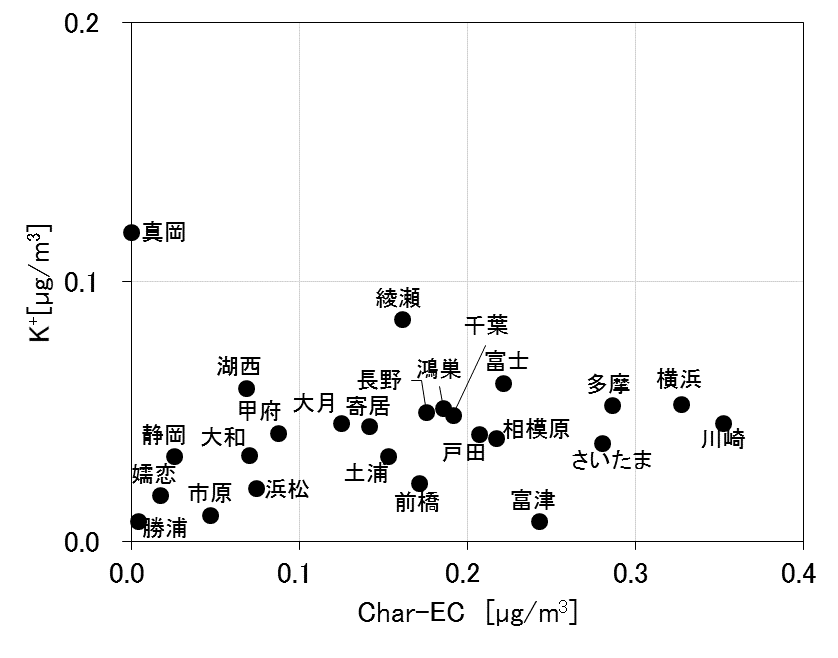 0.2
真岡
0.1
K⁺[μg/m³]
綾瀬
千葉
湖西
長野
鴻巣
富士
多摩
横浜
甲府
大月
寄居
静岡
大和
戸田
相模原
川崎
嬬恋
土浦
さいたま
市原
浜松
前橋
富津
勝浦
0.0
0.0 0.1 0.2 0.3 0.4
Char-EC [μg/m³]